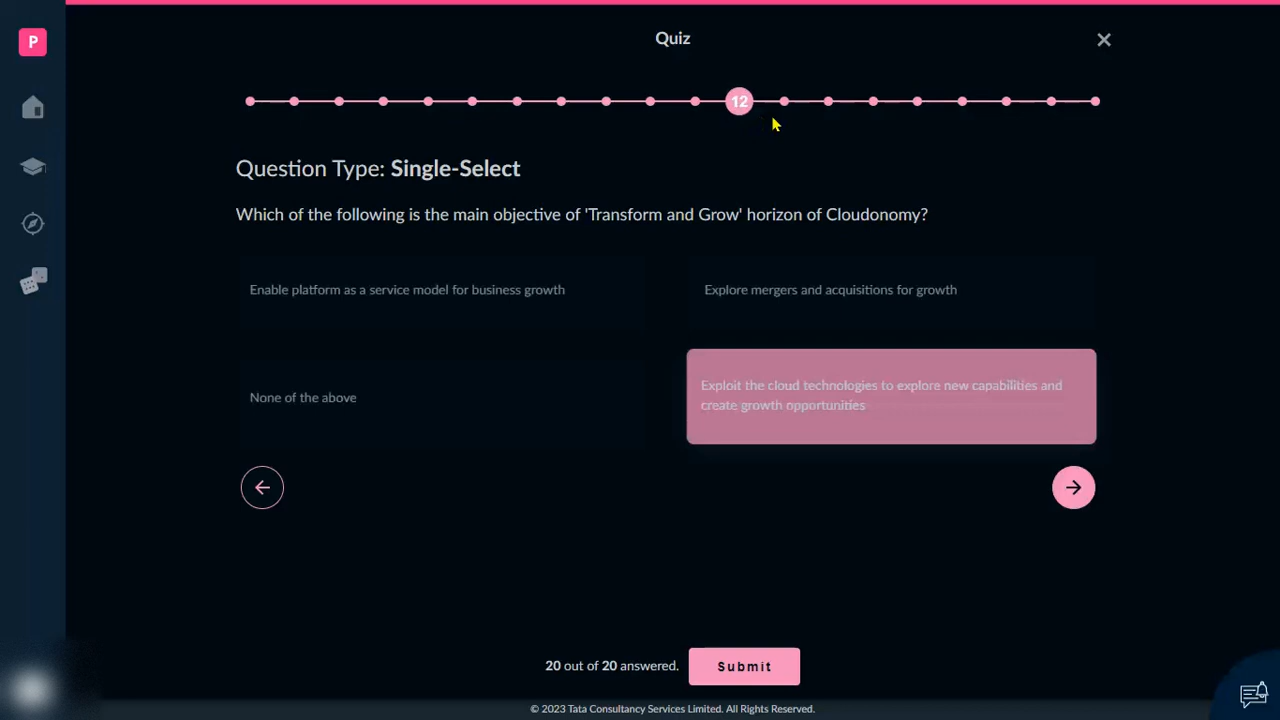 P
Quiz
12
Question Type: Single-Select
Which of the following is the main objective of 'Transform and Grow' horizon of Cloudonomy?
Enable platform as a service model for business growth
Explore mergers and acquisitions for growth
None of the above
Exploit the cloud technologies to explore new capabilities and
create growth opportunities
20 out of 20 answered.
Submit
© 2023 Tata Consultancy Services Limited. All Rights Reserved.